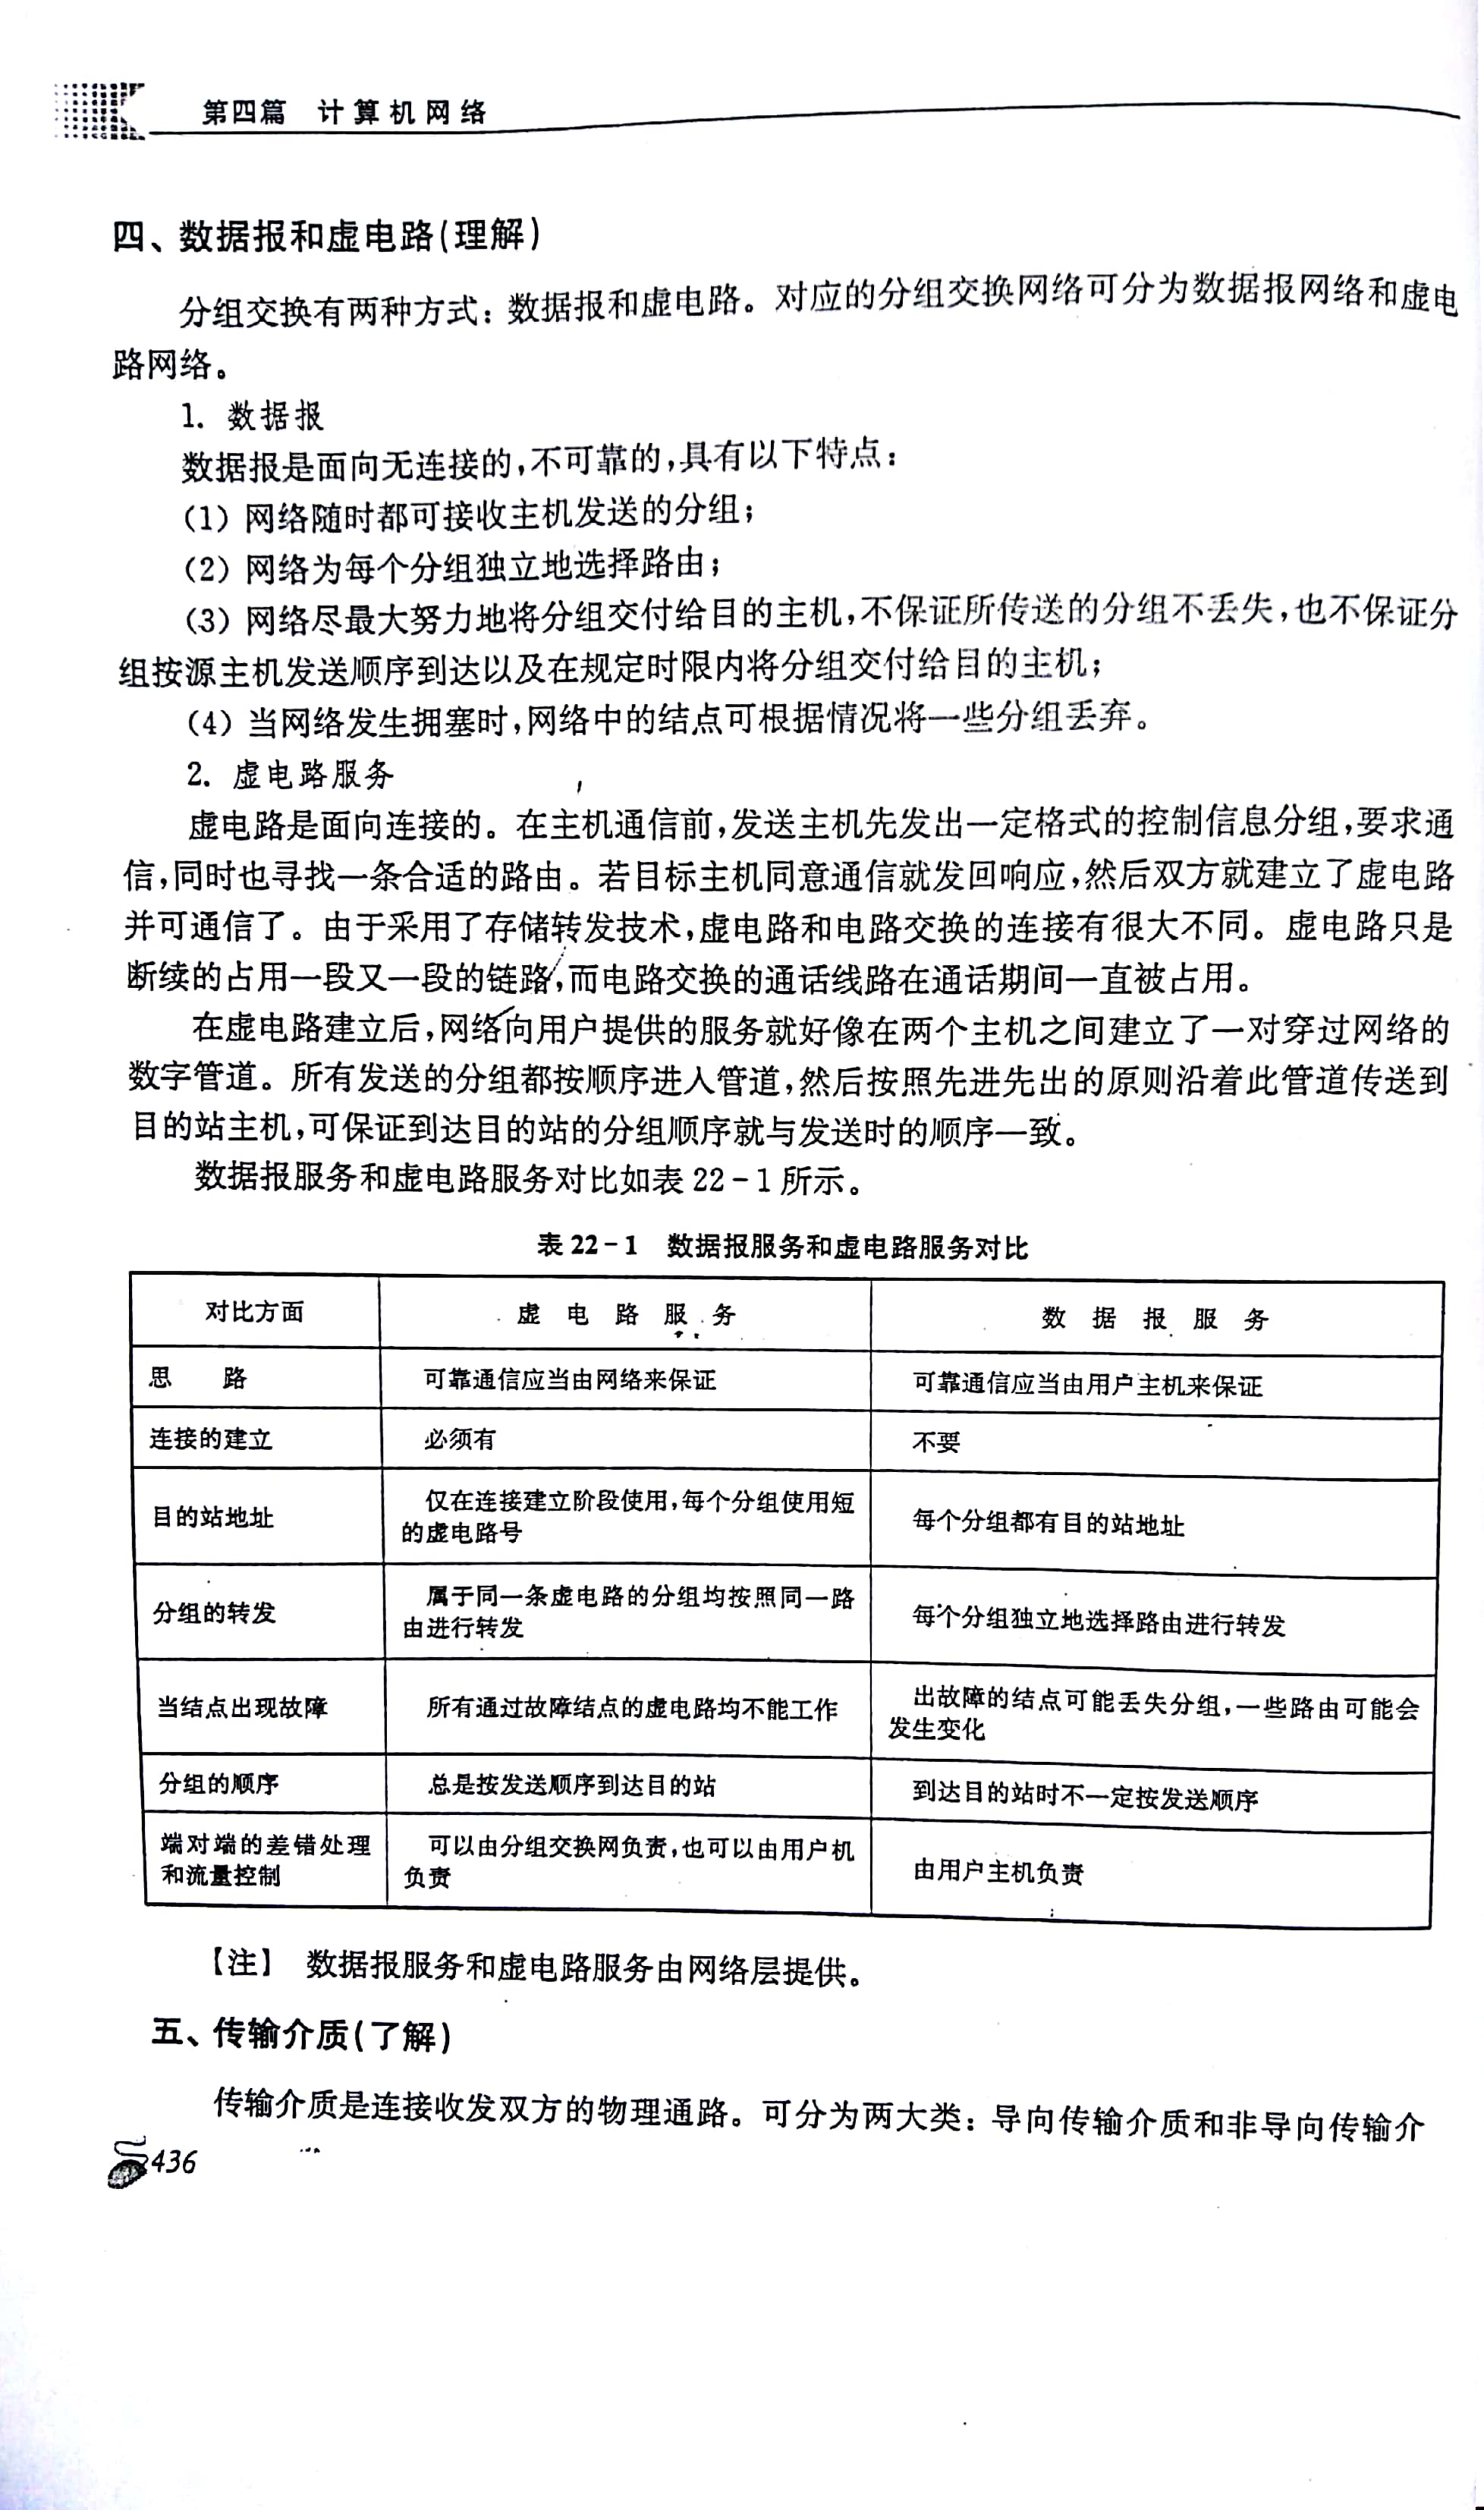 第四篇 计算机网络
四、数据报和虚电路(理解)
分组交换有两种方式：数据报和虚电路。对应的分组交换网络可分为数据报网络和虚电
路网络。
1. 数据报
数据报是面向无连接的,不可靠的,具有以下特点：
(1) 网络随时都可接收主机发送的分组；
(2) 网络为每个分组独立地选择路由；
(3) 网络尽最大努力地将分组交付给目的主机,不保证所传送的分组不丢失,也不保证分
组按源主机发送顺序到达以及在规定时限内将分组交付给目的主机；
(4) 当网络发生拥塞时,网络中的结点可根据情况将一些分组丢弃。
2. 虚电路服务
虚电路是面向连接的。在主机通信前,发送主机先发出一定格式的控制信息分组,要求通
信,同时也寻找一条合适的路由。若目标主机同意通信就发回响应,然后双方就建立了虚电路
并可通信了。由于采用了存储转发技术,虚电路和电路交换的连接有很大不同。虚电路只是
断续的占用一段又一段的链路,而电路交换的通话线路在通话期间一直被占用。
在虚电路建立后,网络向用户提供的服务就好像在两个主机之间建立了一对穿过网络的
数字管道。所有发送的分组都按顺序进入管道,然后按照先进先出的原则沿着此管道传送到
目的站主机,可保证到达目的站的分组顺序就与发送时的顺序一致。
数据报服务和虚电路服务对比如表 22-1 所示。
表 22-1 数据报服务和虚电路服务对比
对比方面 虚电路服务 数据报服务
思路 可靠通信应当由网络来保证 可靠通信应当由用户主机来保证
连接的建立 必须有 不要
目的站地址 仅在连接建立阶段使用,每个分组使用短
的虚电路号 每个分组都有目的站地址
分组的转发 属于同一条虚电路的分组均按照同一路
由进行转发 每个分组独立地选择路由进行转发
当结点出现故障 所有通过故障结点的虚电路均不能工作 出故障的结点可能丢失分组,一些路由可能会
发生变化
分组的顺序 总是按发送顺序到达目的站 到达目的站时不一定按发送顺序
端对端的差错处理
和流量控制 可以由分组交换网负责,也可以由用户机
负责 由用户主机负责
【注】 数据报服务和虚电路服务由网络层提供。
五、传输介质(了解)
传输介质是连接收发双方的物理通路。可分为两大类：导向传输介质和非导向传输介
436